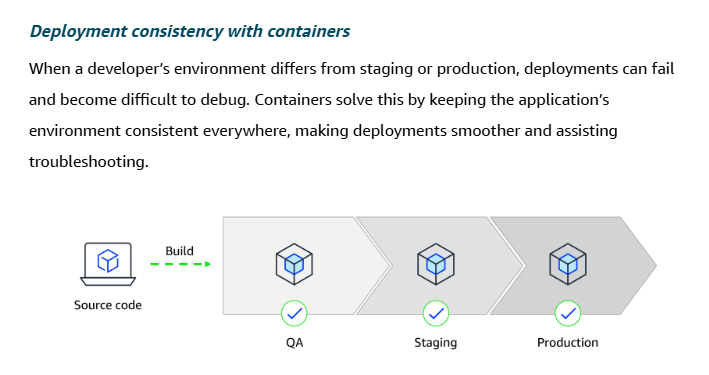 Deployment consistency with containers
When a developer’s environment differs from staging or production, deployments can fail
and become difficult to debug. Containers solve this by keeping the application’s
environment consistent everywhere, making deployments smoother and assisting
troubleshooting.
Build
Source code
QA
Staging
Production